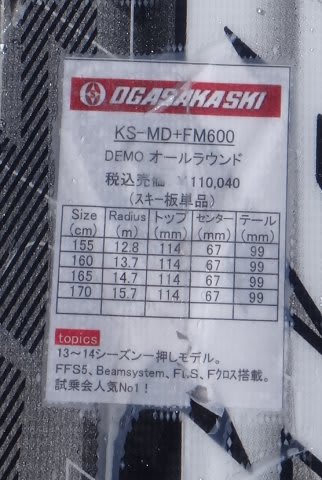 OGASAKA SKI
KS-MD+FM600
DEMO オールラウンド
税込売価 ¥110,040
(スキー板単品)
Size (cm) Radius (m) トップ (mm) センター (mm) テール (mm)
155 12.8 114 67 99
160 13.7 114 67 99
165 14.7 114 67 99
170 15.7 114 67 99
topics
13～14シーズン一押しモデル。
FFS5、Beamsystem、FL.S、Fクロス搭載。
試乗会人気No1！